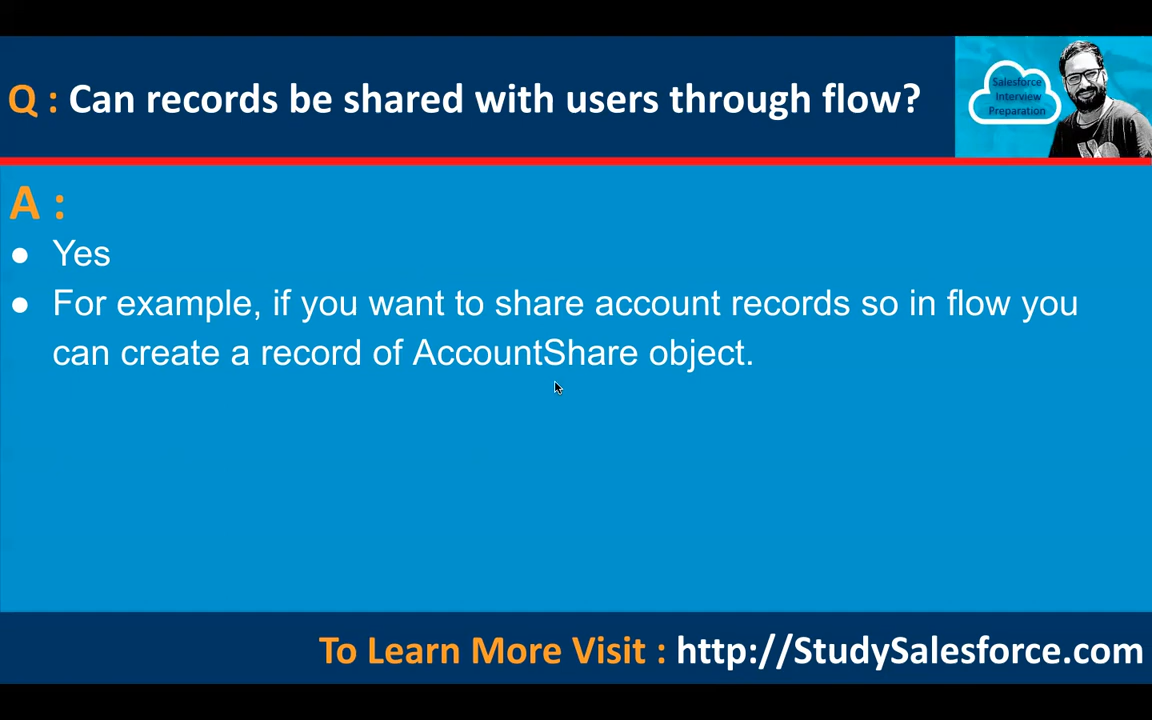 Q : Can records be shared with users through flow?
Salesforce
Interview
Preparation
A :
● Yes
● For example, if you want to share account records so in flow you
can create a record of AccountShare object.
To Learn More Visit : http://StudySalesforce.com